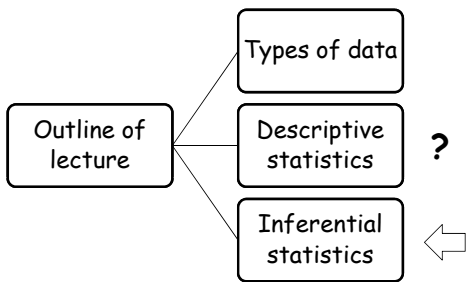 Types of data
Outline of
lecture
Descriptive
statistics
?
Inferential
statistics